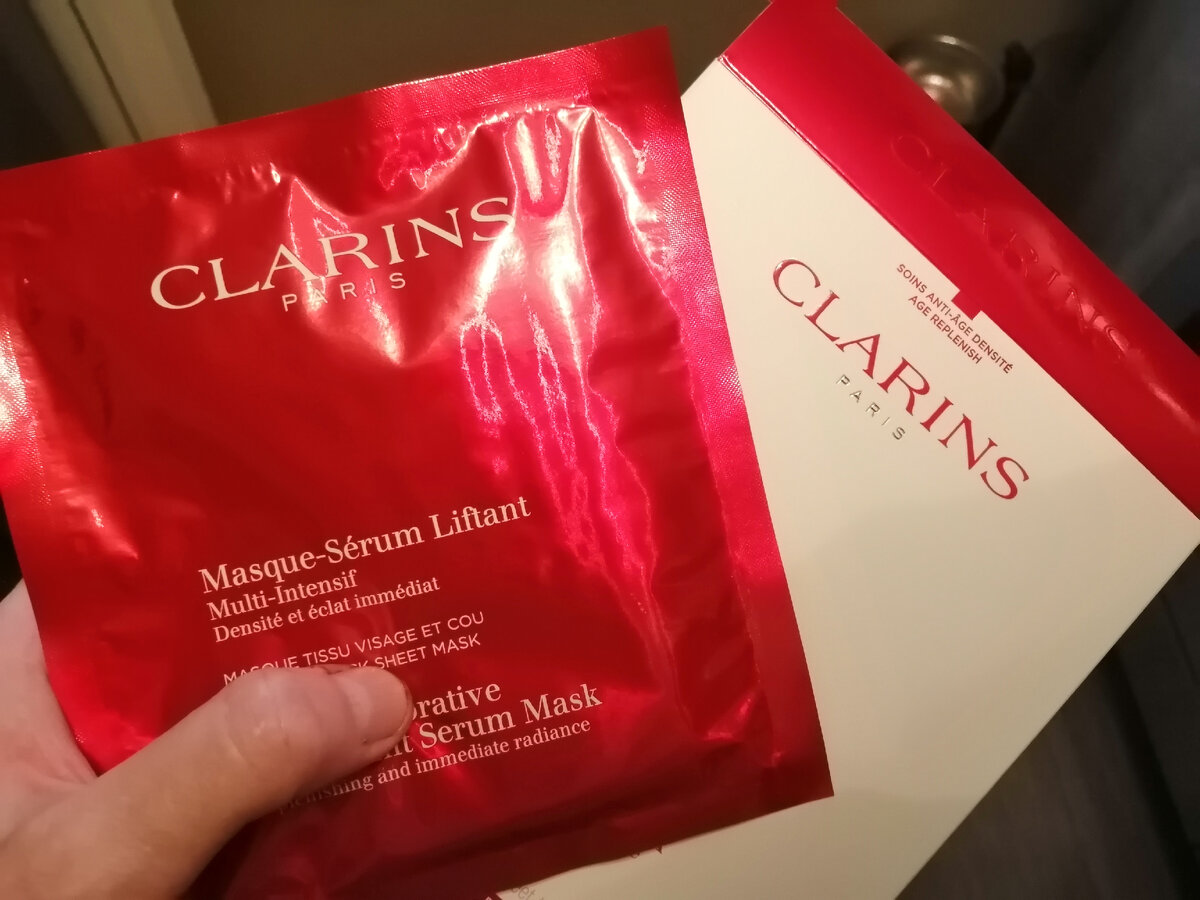 CLARINS
PARIS
Masque-Sérum Liftant
Multi-Intensif
Densité et éclat immédiat
MASQUE TISSU VISAGE ET COU
SHEET MASK
Serum Mask
and immediate radiance
CLARINS
SOINS ANTI-ÂGE DENSITÉ
AGE REPLENISH
CLARINS
PARIS